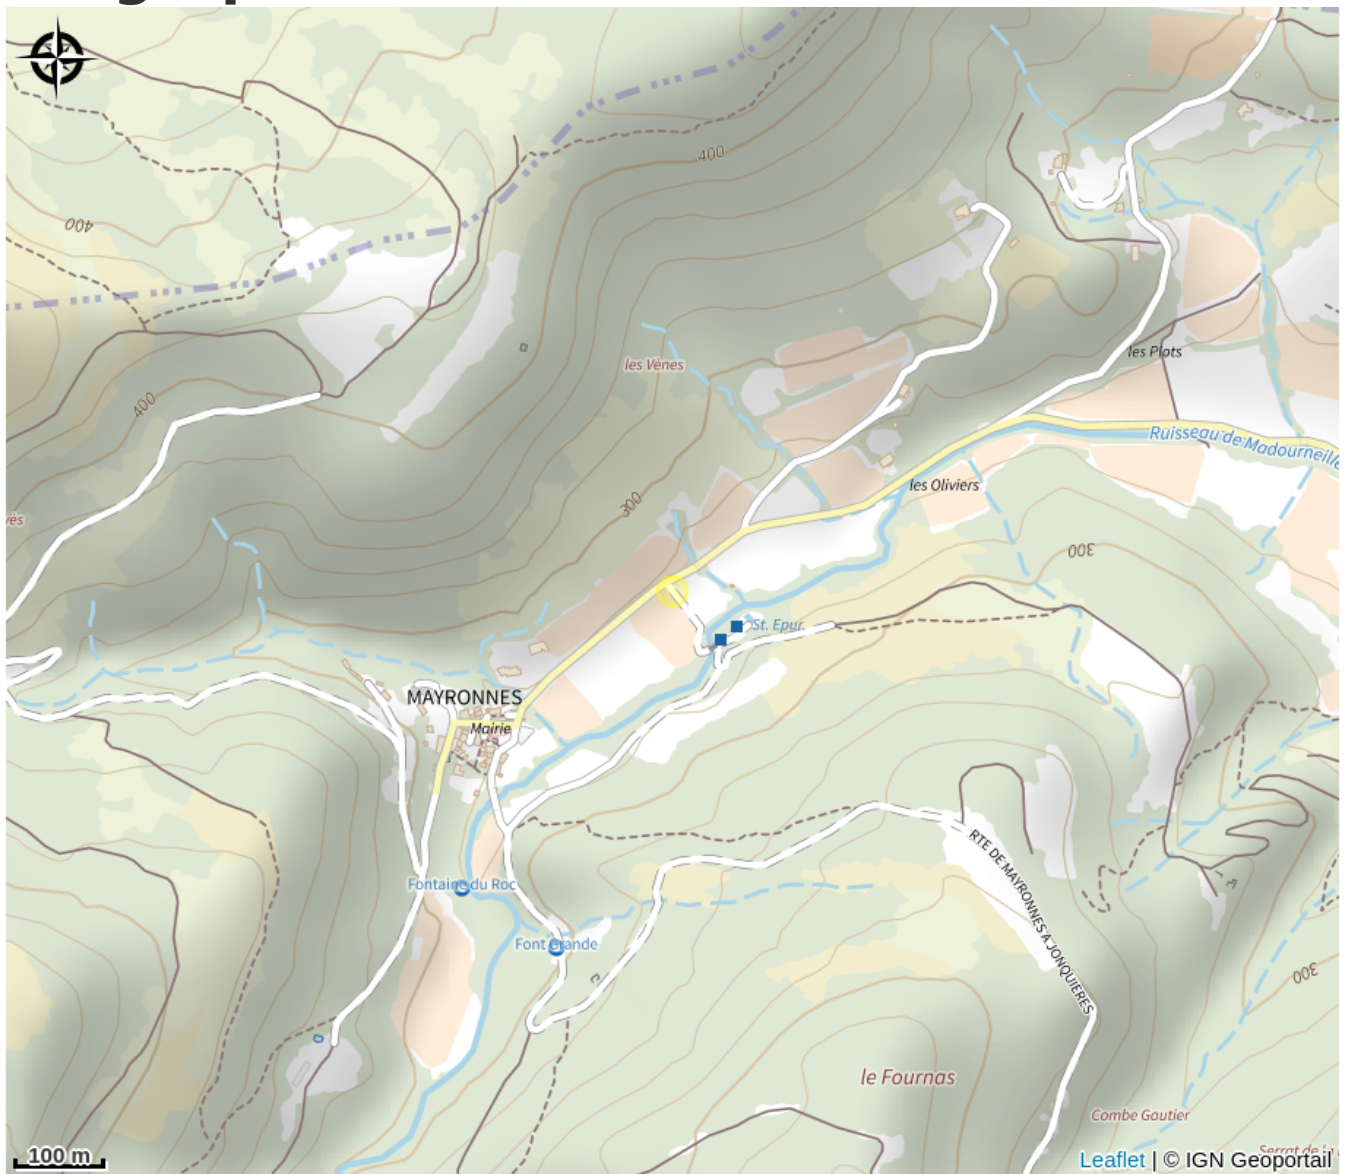 400
400
les Vènes
les Plots
400
Ruisseau de Madourneille
les Oliviers
300
vès
300
St. Epur.
MAYRONNES
Mairie
RTE DE MAYRONNES A JONQUIERES
Fontaine du Roc
Font Grande
300
le Fournas
Combe Gautier
100 m
Leaflet | © IGN Geoportail